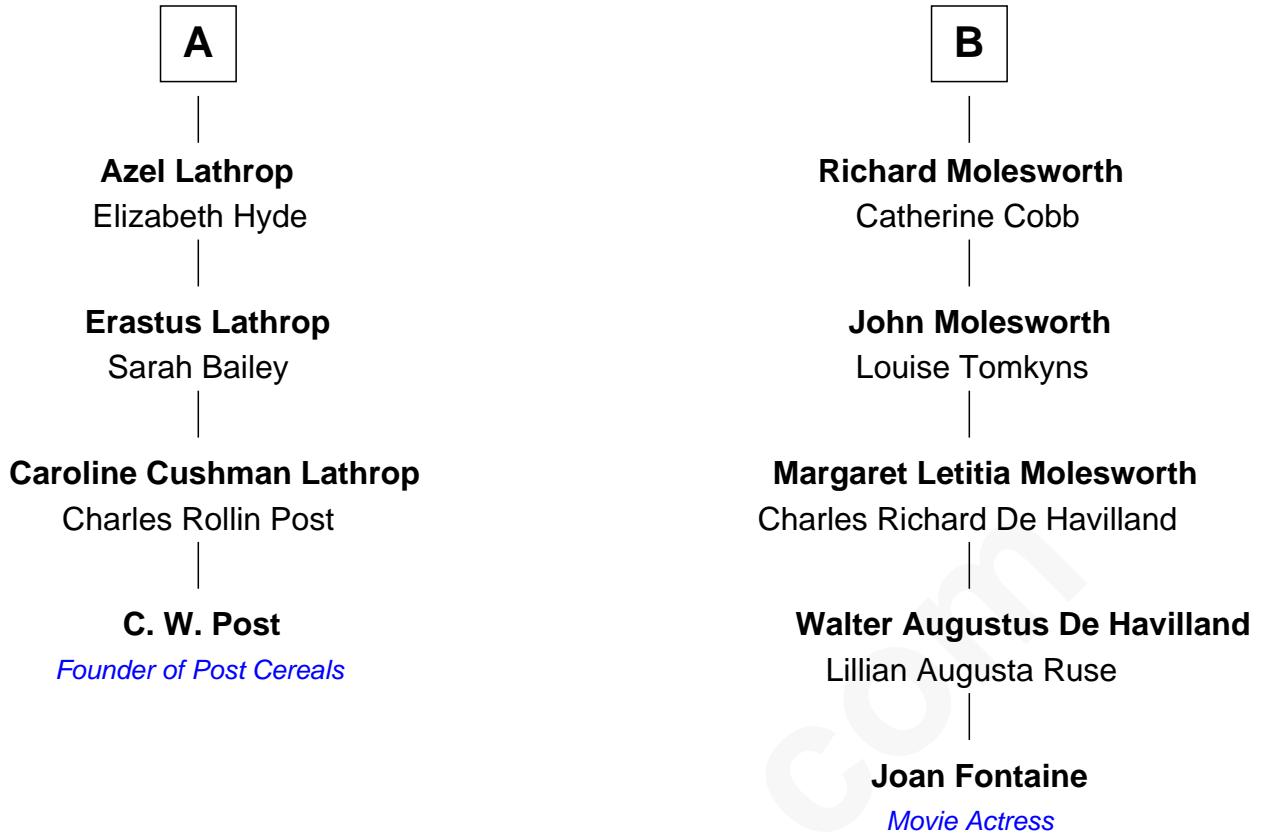 A
Azel Lathrop
Elizabeth Hyde
Erastus Lathrop
Sarah Bailey
Caroline Cushman Lathrop
Charles Rollin Post
C. W. Post
Founder of Post Cereals
B
Richard Molesworth
Catherine Cobb
John Molesworth
Louise Tomkyns
Margaret Letitia Molesworth
Charles Richard De Havilland
Walter Augustus De Havilland
Lillian Augusta Ruse
Joan Fontaine
Movie Actress
com